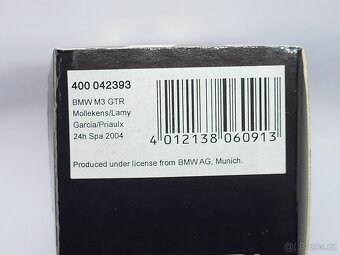 400 042393
BMW M3 GTR
Mollekens/Lamy
Garcia/Priaulx
24h Spa 2004
4 012138 060913
Produced under license from BMW AG, Munich.